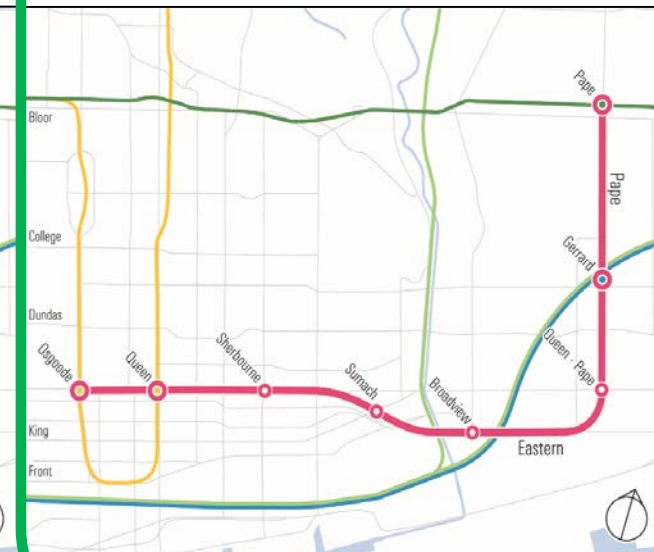 Pape
Bloor
Pape
College
Gerrard
Dundas
Osgoode
Queen
Sherbourne
Sumach
Broadview
Queen - Pape
King
Eastern
Front